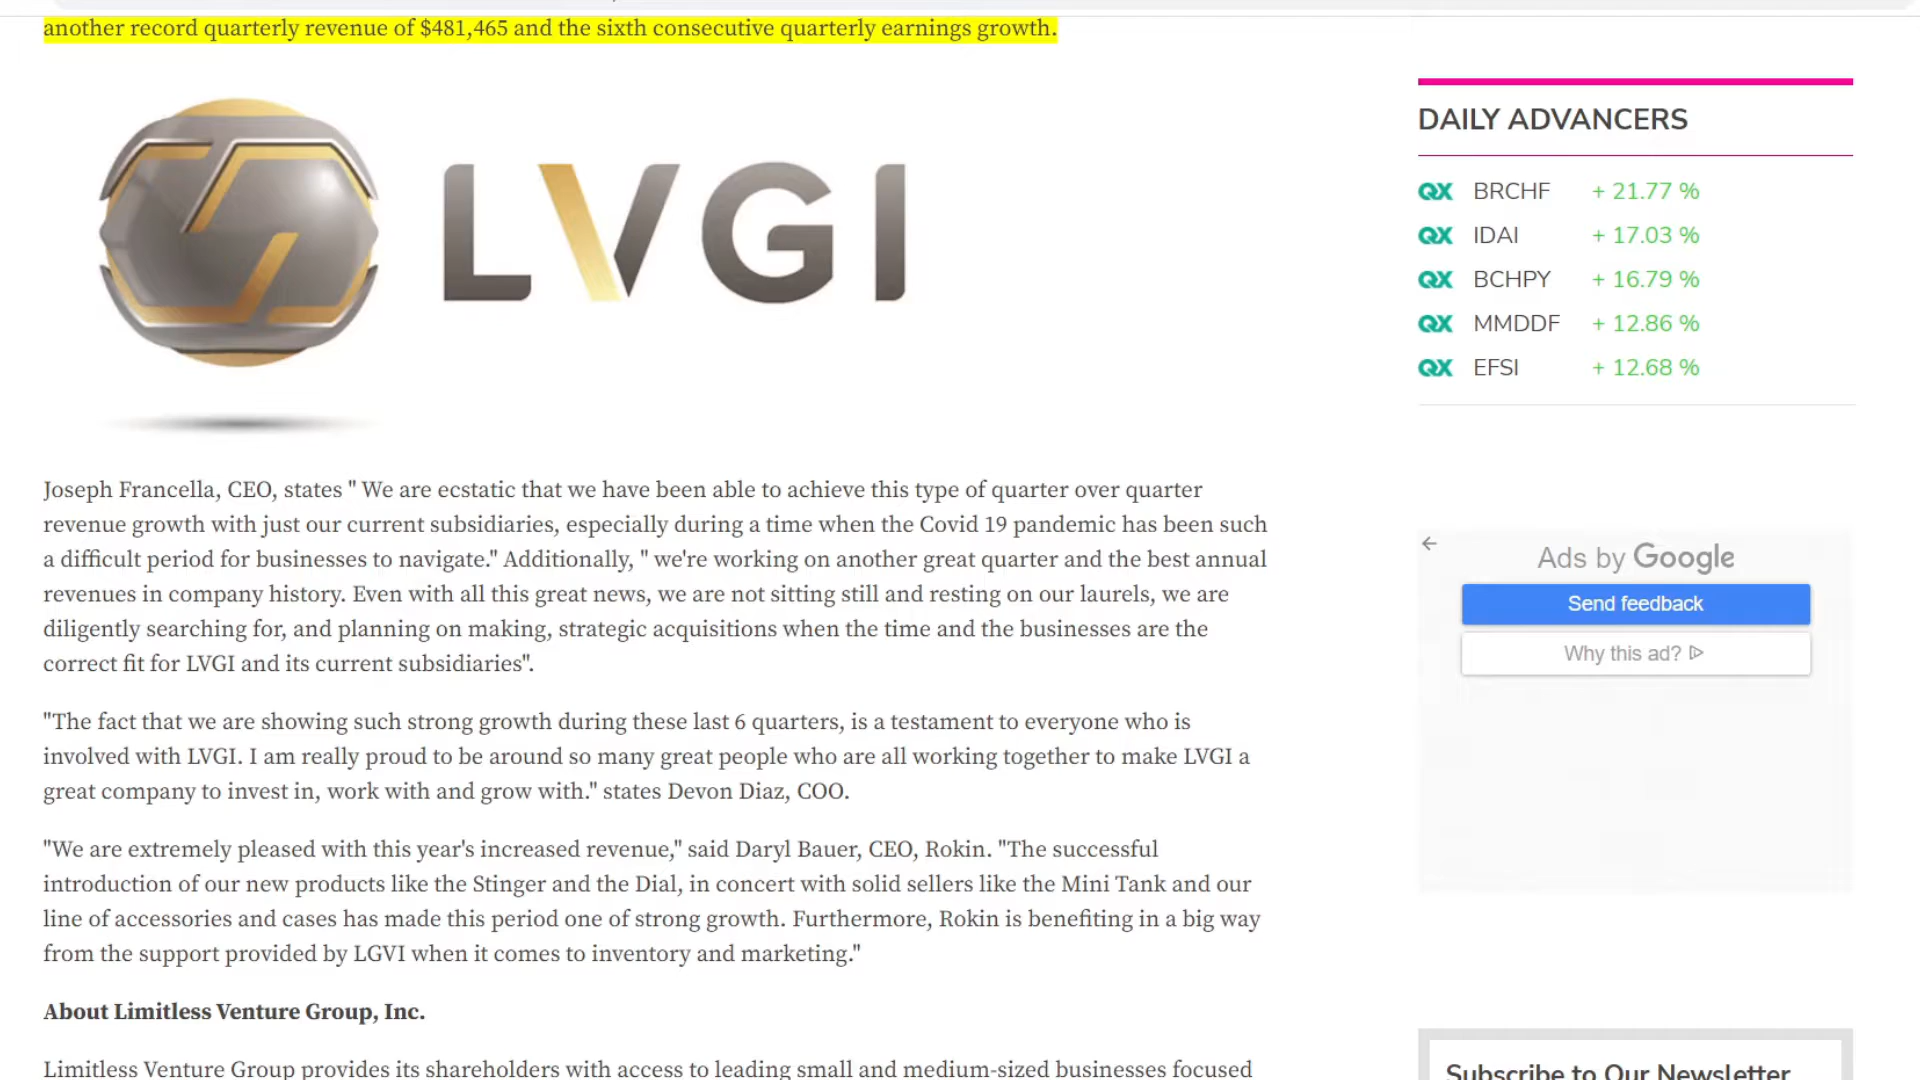 another record quarterly revenue of $481,465 and the sixth consecutive quarterly earnings growth.
LVGI
Joseph Francella, CEO, states " We are ecstatic that we have been able to achieve this type of quarter over quarter
revenue growth with just our current subsidiaries, especially during a time when the Covid 19 pandemic has been such
a difficult period for businesses to navigate." Additionally, " we're working on another great quarter and the best annual
revenues in company history. Even with all this great news, we are not sitting still and resting on our laurels, we are
diligently searching for, and planning on making, strategic acquisitions when the time and the businesses are the
correct fit for LVGI and its current subsidiaries".
"The fact that we are showing such strong growth during these last 6 quarters, is a testament to everyone who is
involved with LVGI. I am really proud to be around so many great people who are all working together to make LVGI a
great company to invest in, work with and grow with." states Devon Diaz, COO.
"We are extremely pleased with this year's increased revenue," said Daryl Bauer, CEO, Rokin. "The successful
introduction of our new products like the Stinger and the Dial, in concert with solid sellers like the Mini Tank and our
line of accessories and cases has made this period one of strong growth. Furthermore, Rokin is benefiting in a big way
from the support provided by LGVI when it comes to inventory and marketing."
About Limitless Venture Group, Inc.
Limitless Venture Group provides its shareholders with access to leading small and medium-sized businesses focused
DAILY ADVANCERS
QX BRCHF + 21.77 %
QX IDAI + 17.03 %
QX BCHPY + 16.79 %
QX MMDDF + 12.86 %
QX EFSI + 12.68 %
Ads by Google
Send feedback
Why this ad?
Subscribe to Our Newsletter